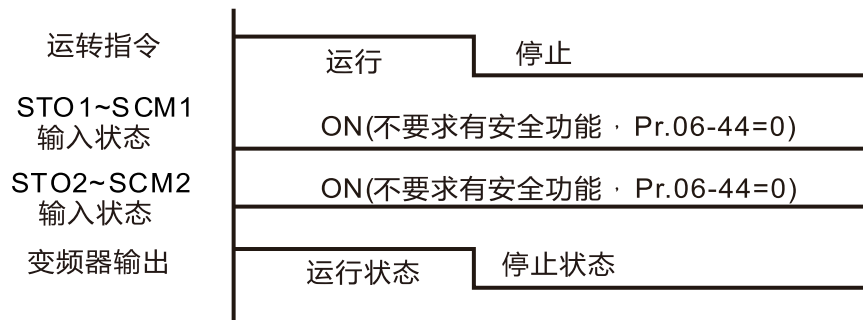 运转指令
运行
停止
STO1~SCM1
输入状态
ON(不要求有安全功能，Pr.06-44=0)
STO2~SCM2
输入状态
ON(不要求有安全功能，Pr.06-44=0)
变频器输出
运行状态
停止状态